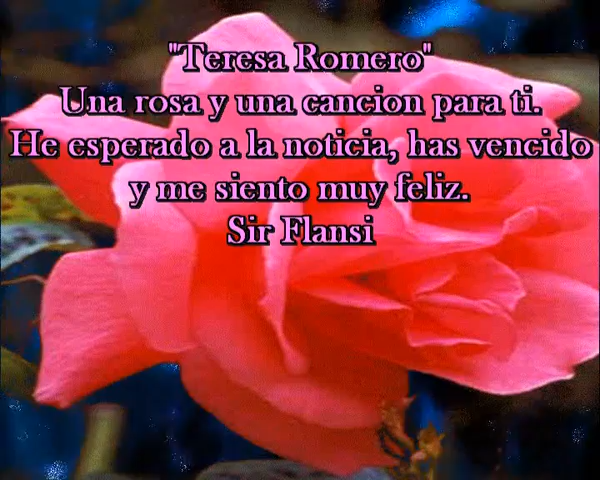 "Teresa Romero"
Una rosa y una cancion para ti.
He esperado a la noticia, has vencido
y me siento muy feliz.
Sir Flansi